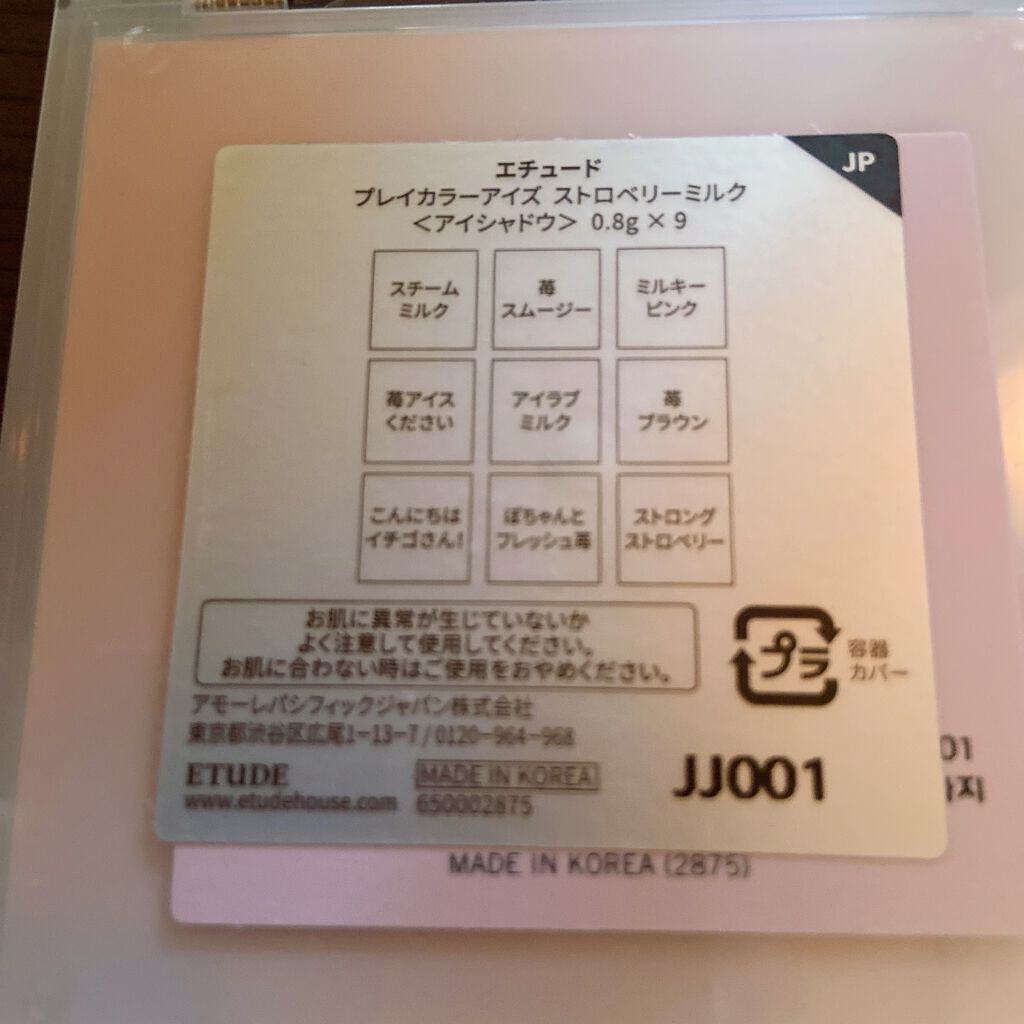 JP
エチュード
プレイカラーアイズ ストロベリーミルク
＜アイシャドウ＞ 0.8g × 9
スチーム
ミルク
苺
スムージー
ミルキー
ピンク
苺アイス
ください
アイラブ
ミルク
苺
ブラウン
こんにちは
イチゴさん!
ぽちゃんと
フレッシュ苺
ストロング
ストロベリー
お肌に異常が生じていないか
よく注意して使用してください。
お肌に合わない時はご使用をおやめください。
プラ
容器
カバー
アモーレパシフィックジャパン株式会社
東京都渋谷区広尾1-13-7/0120-964-968
ETUDE
MADE IN KOREA
www.etudehouse.com
650002875
JJ001
01
까지
MADE IN KOREA (2875)